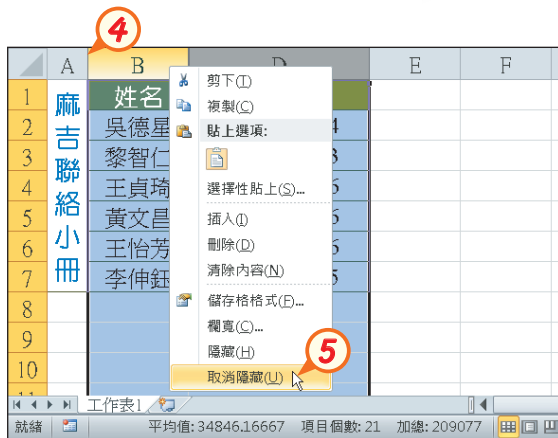 4
A B D E F
1 麻吉聯絡小冊 姓名
2 吳德星 4
3 黎智仁 3
4 王貞琦 6
5 黃文昌 5
6 王怡芳 6
7 李伸鈺 5
8
9
10
11
剪下(T)
複製(C)
貼上選項:
選擇性貼上(S)...
插入(I)
刪除(D)
清除內容(N)
儲存格格式(F)...
欄寬(C)...
隱藏(H)
取消隱藏(U)
5
工作表1
就緒 平均值: 34846.16667 項目個數: 21 加總: 209077